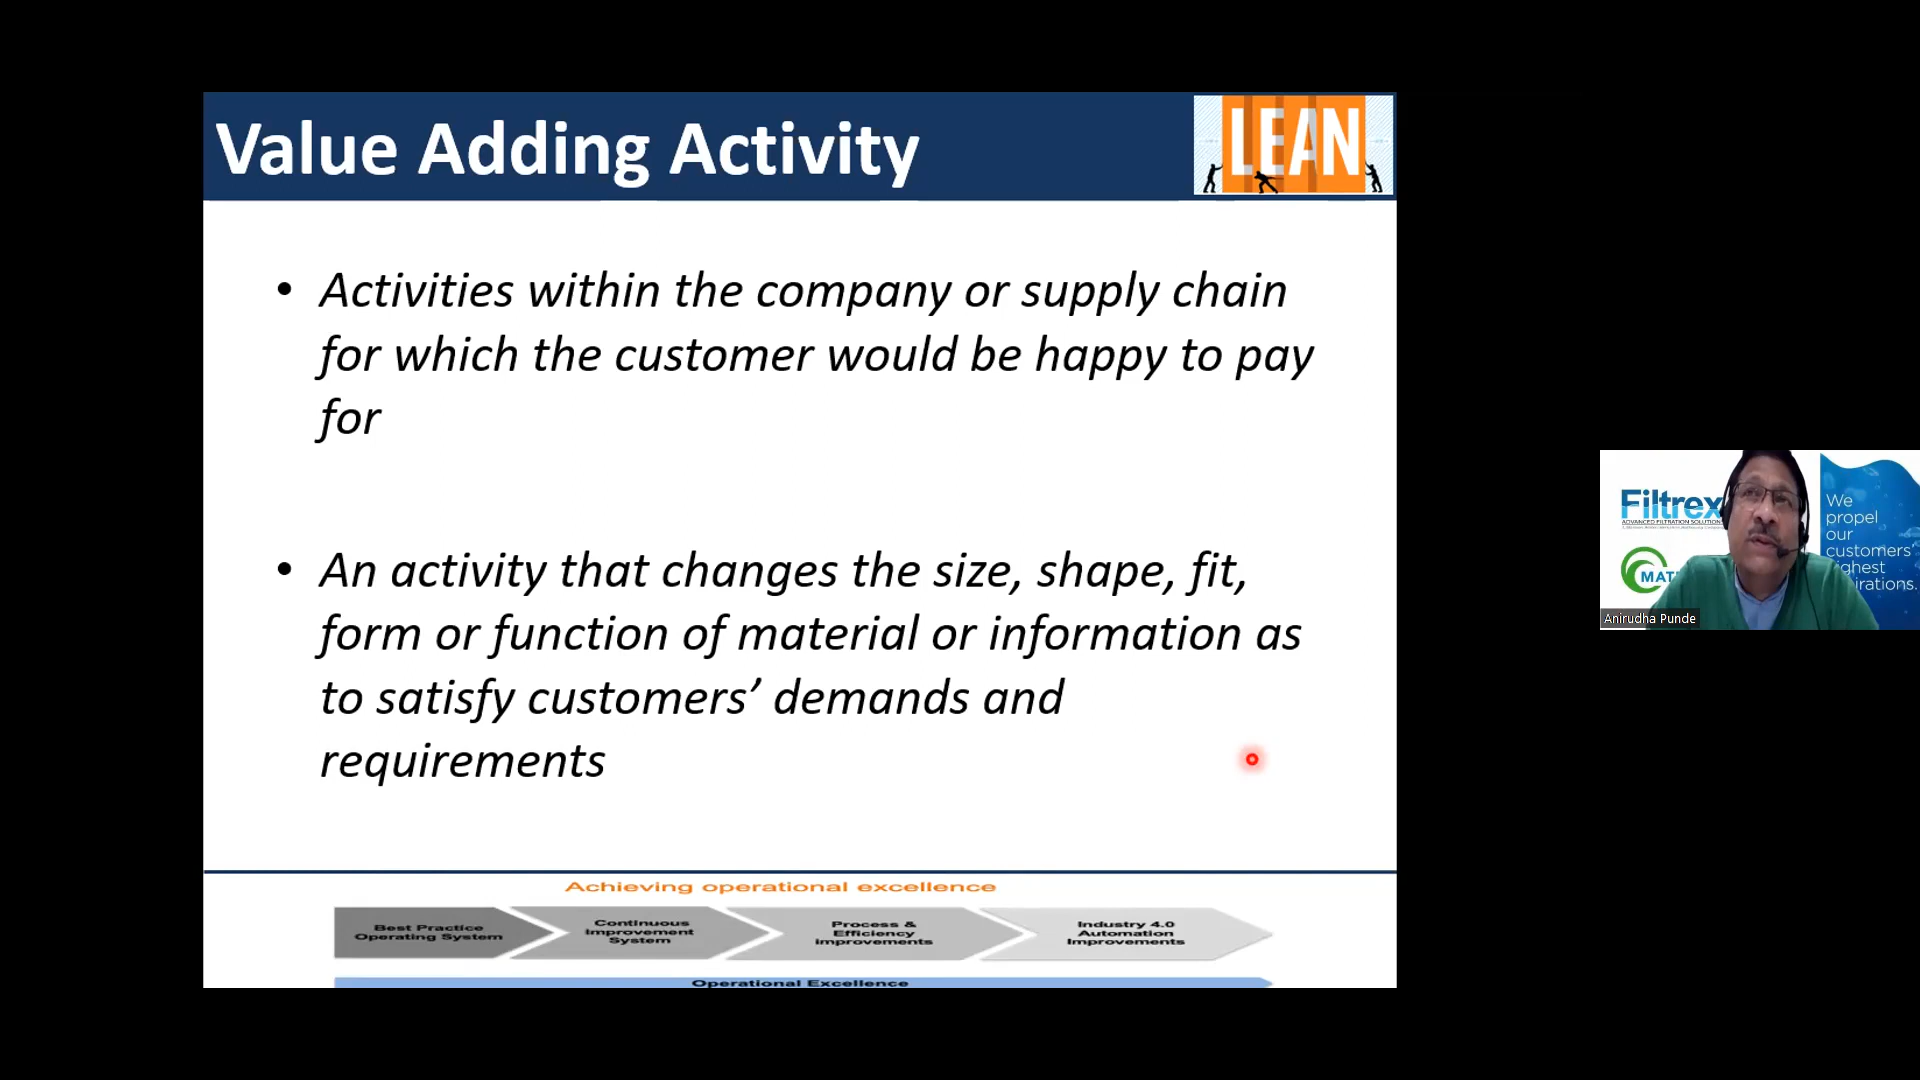 Value Adding Activity
LEAN
• Activities within the company or supply chain
for which the customer would be happy to pay
for
• An activity that changes the size, shape, fit,
form or function of material or information as
to satisfy customers’ demands and
requirements
Achieving operational excellence
Best Practice
Operating System
Continuous
Improvement
System
Process &
Efficiency
improvements
Industry 4.0
Automation
Improvements
Operational Excellence
Filtrex
ADVANCED FILTRATION SOLUTIONS
MAT
We
propel
our
customers'
irations.
Anirudha Punde